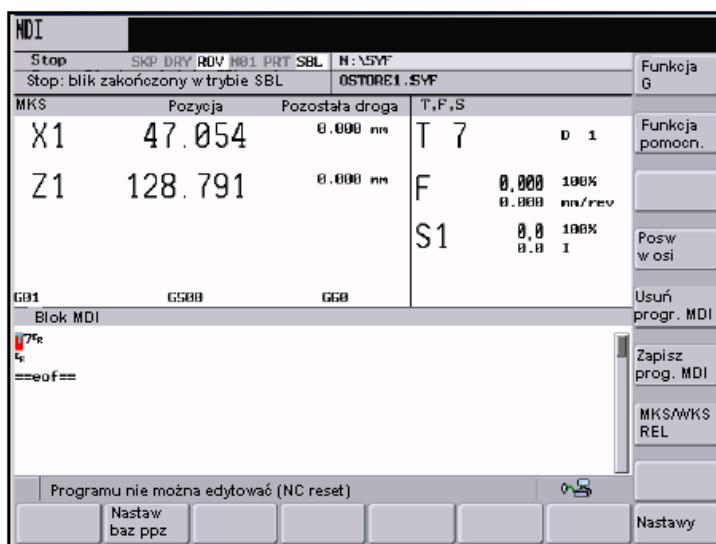 MDI
Stop SKP DRY ROV M01 PRT SBL N:\SYF
Stop: blik zakończony w trybie SBL OSTORE1.SYF
MKS Pozycja Pozostała droga T,F,S
X1 47.054 0.000 mm T 7 D 1
Z1 128.791 0.000 mm F 0,000 100%
0.000 mm/rev
S1 0,0 100%
0.0 I
G01 G500 G60
Blok MDI
T7CR
CR
==eof==
Programu nie można edytować (NC reset)
Nastaw
baz ppz
Funkcja
G
Funkcja
pomocn.
Posw
w osi
Usuń
progr. MDI
Zapisz
prog. MDI
MKS/WKS
REL
Nastawy